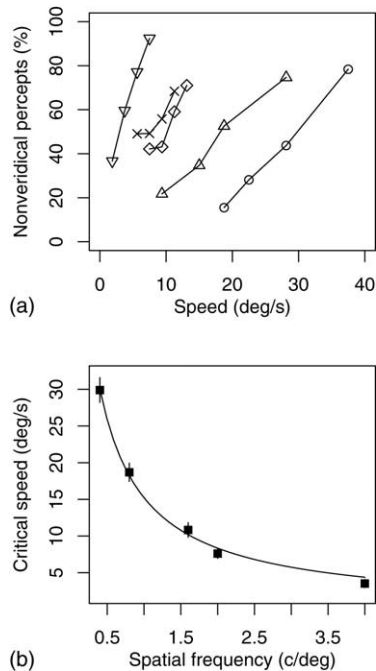 100
80
60
40
20
0
Nonveridical percepts (%)
0 10 20 30 40
Speed (deg/s)
(a)
30
25
20
15
10
5
Critical speed (deg/s)
0.5 1.5 2.5 3.5
Spatial frequency (c/deg)
(b)